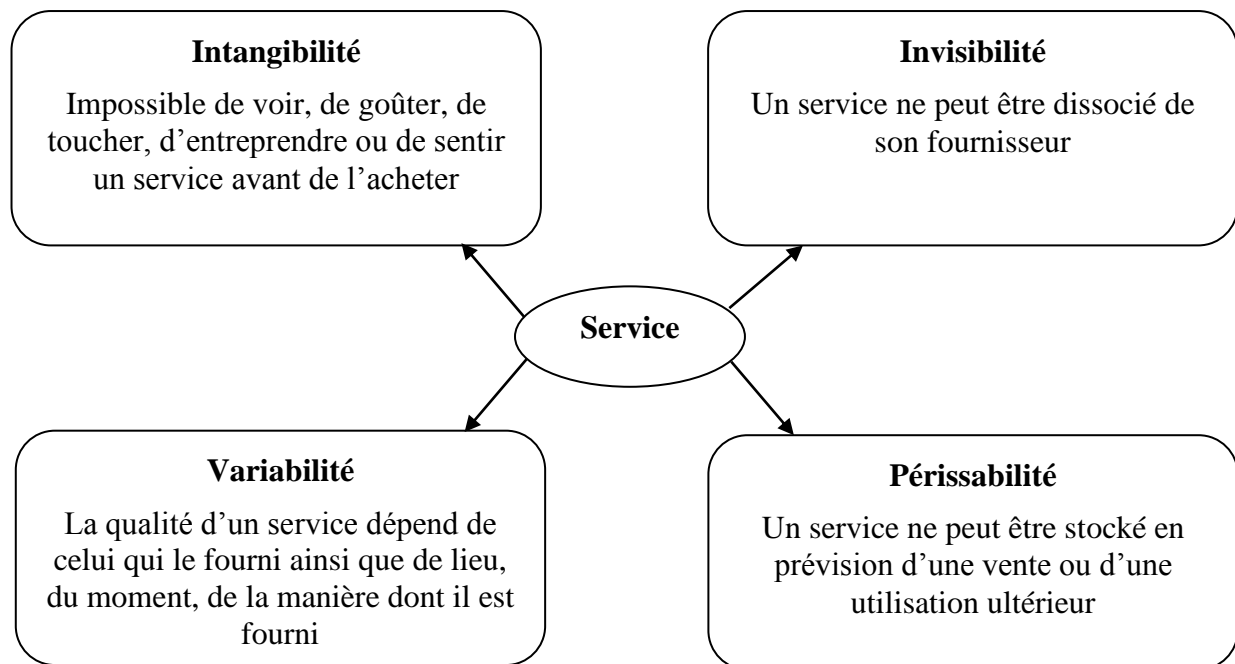 Intangibilité
Impossible de voir, de goûter, de
toucher, d’entreprendre ou de sentir
un service avant de l’acheter
Invisibilité
Un service ne peut être dissocié de
son fournisseur
Service
Variabilité
La qualité d’un service dépend de
celui qui le fourni ainsi que de lieu,
du moment, de la manière dont il est
fourni
Périssabilité
Un service ne peut être stocké en
prévision d’une vente ou d’une
utilisation ultérieur